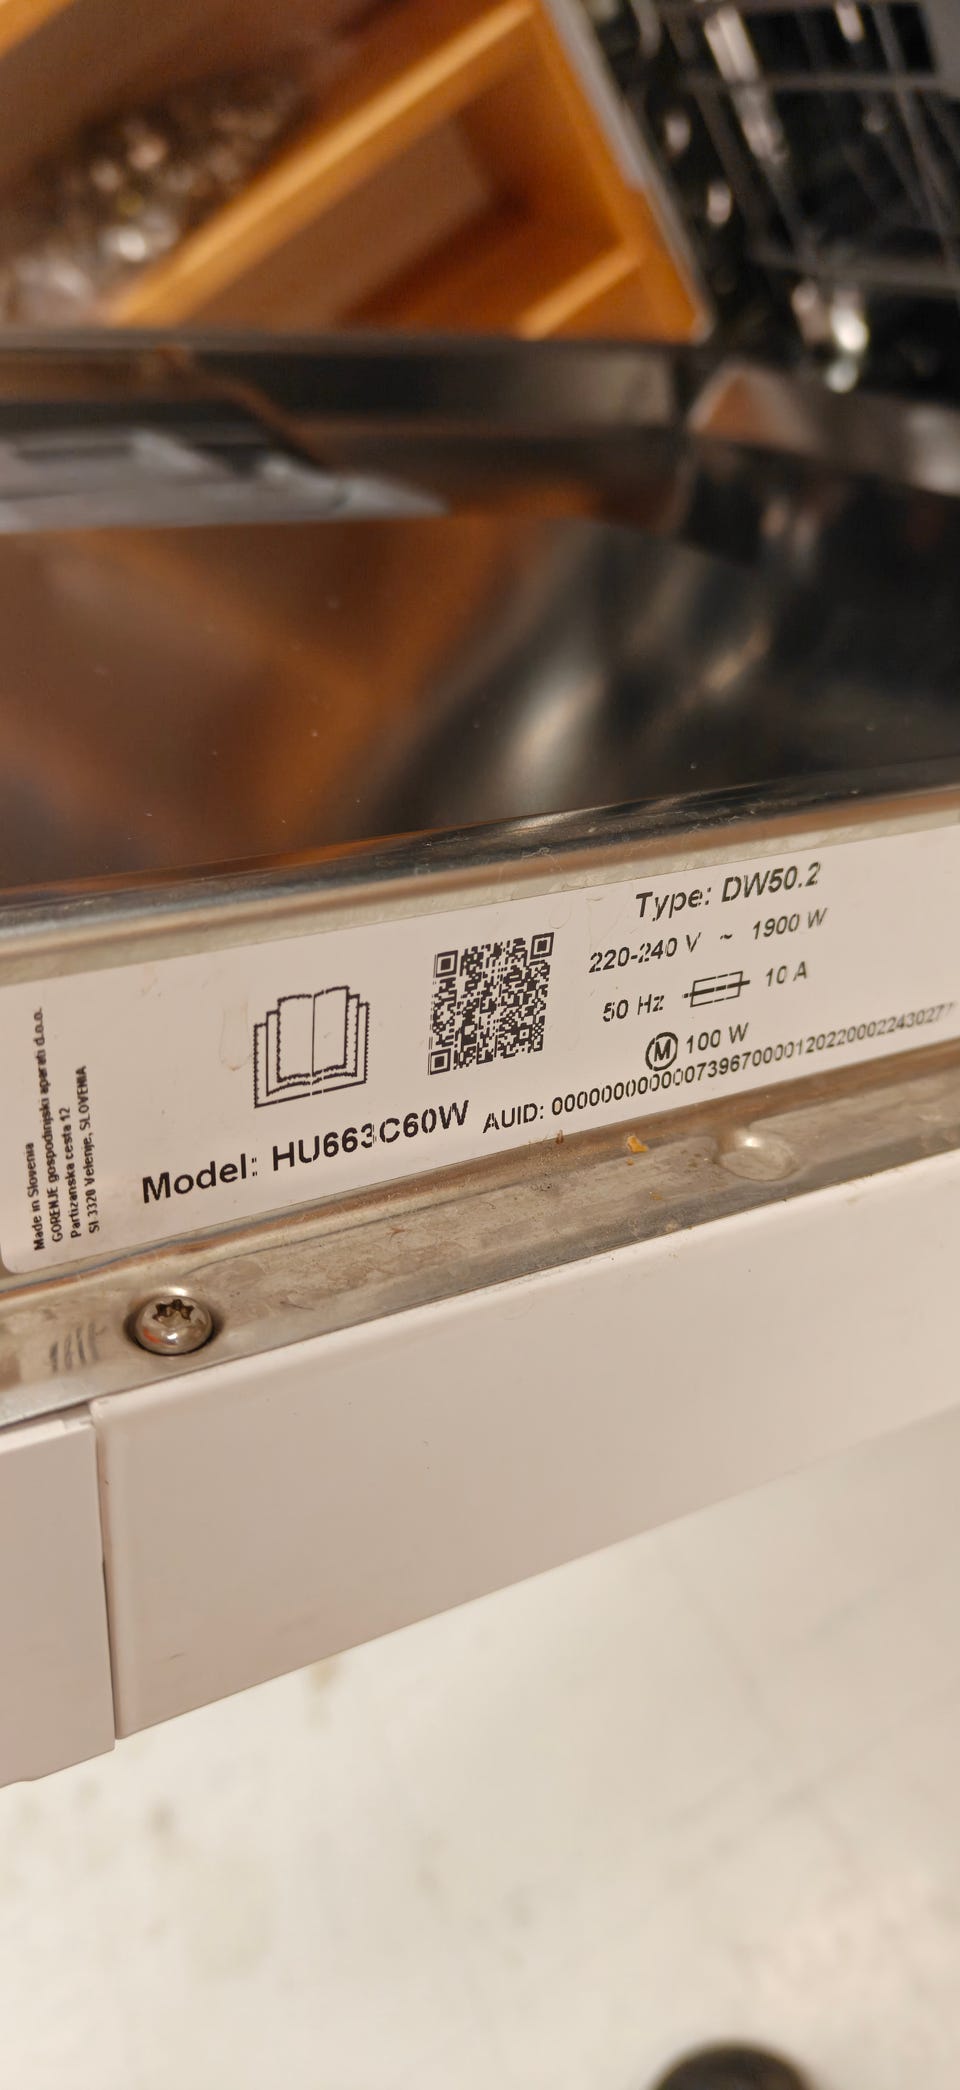 Made in Slovenia
GORENJE gospodinjski aparati d.o.o.
Partizanska cesta 12
SI 3320 Velenje, SLOVENIA
Type: DW50.2
220-240 V ~ 1900 W
50 Hz 10 A
M 100 W
Model: HU663C60W
AUID: